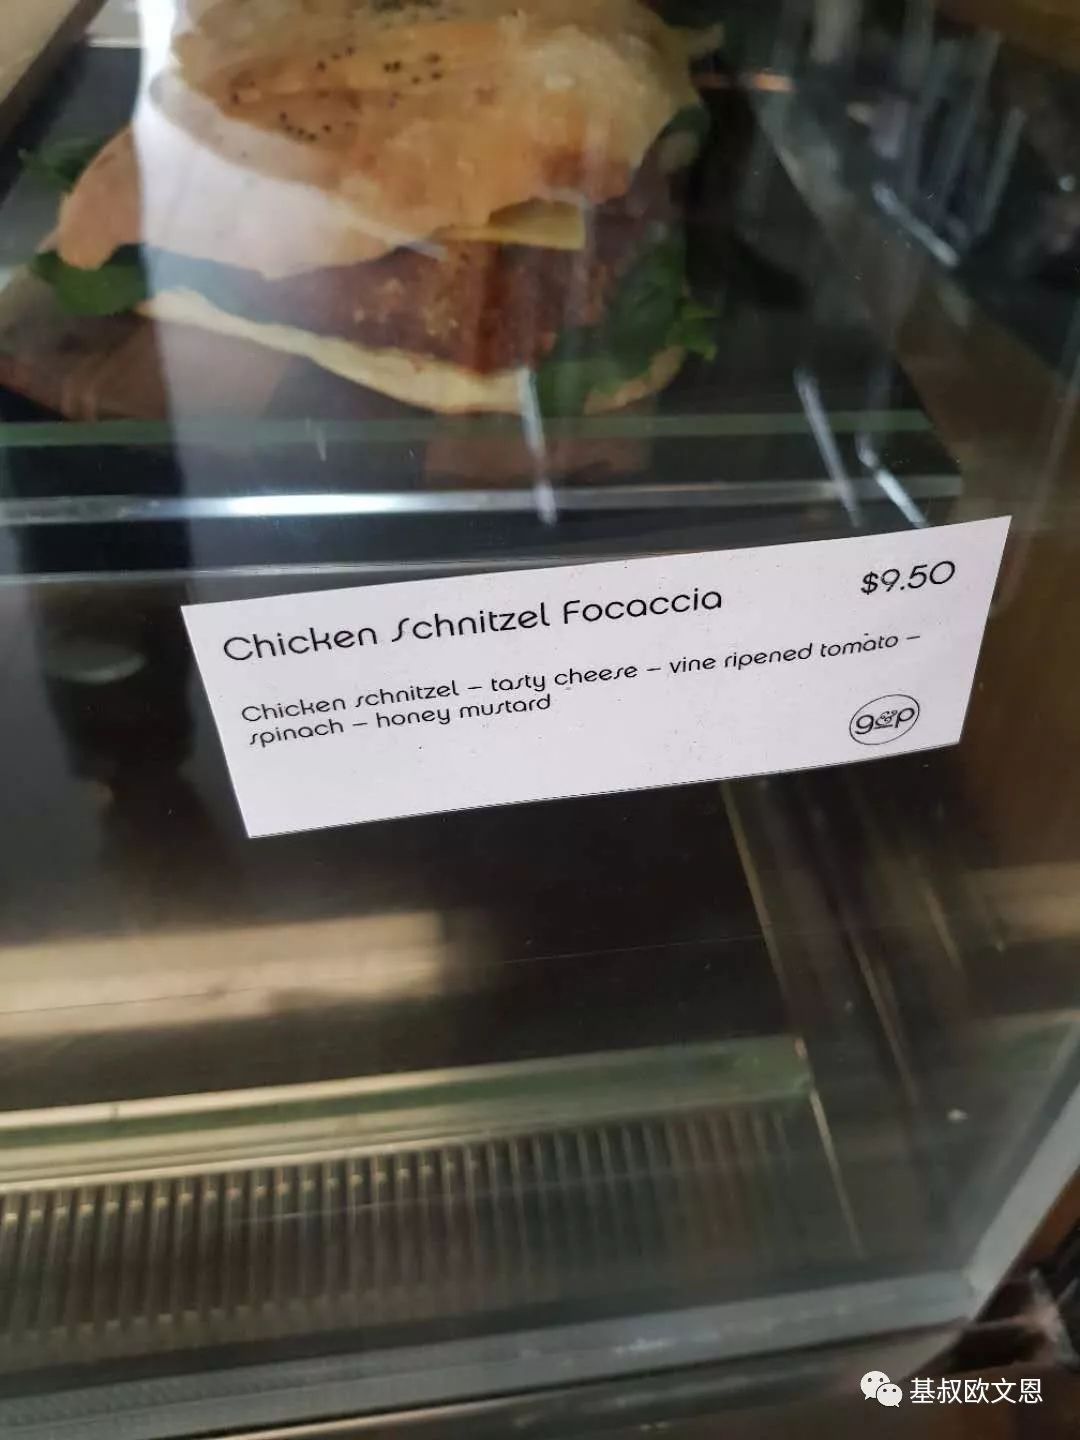 Chicken Schnitzel Focaccia
$9.50
Chicken schnitzel – tasty cheese – vine ripened tomato –
spinach – honey mustard
g&p
基叔欧文恩